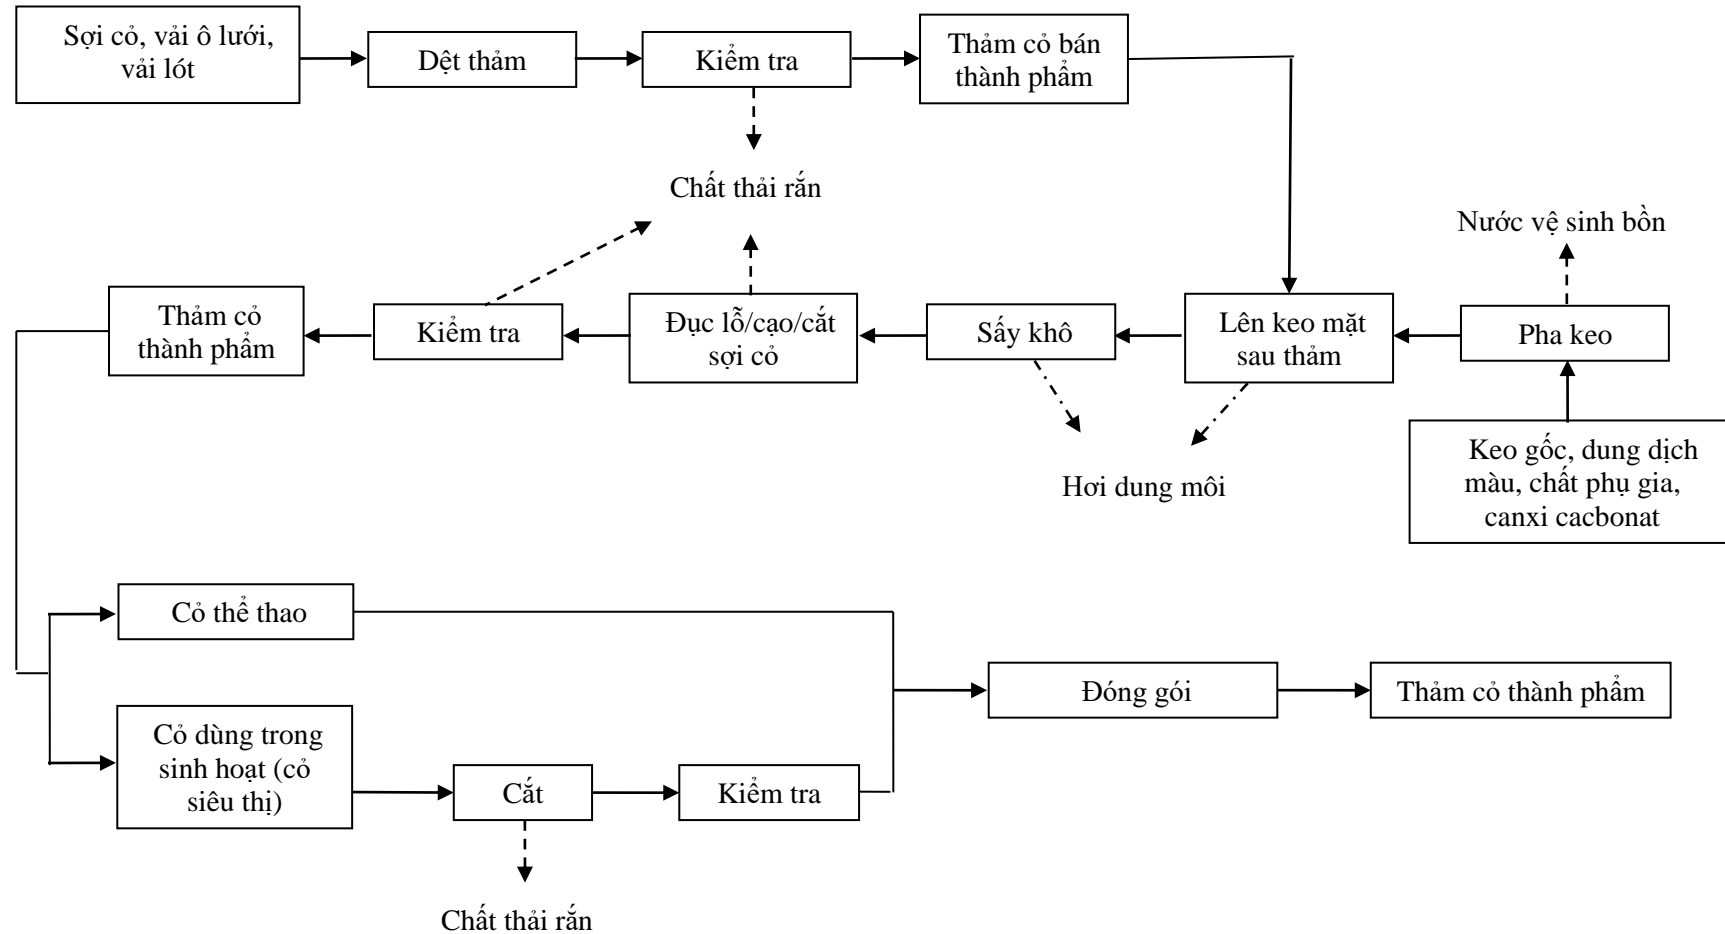 Sợi cỏ, vải ô lưới,
vải lót
Dệt thảm
Kiểm tra
Thảm cỏ bán
thành phẩm
Chất thải rắn
Nước vệ sinh bồn
Thảm cỏ
thành phẩm
Kiểm tra
Đục lỗ/cạo/cắt
sợi cỏ
Sấy khô
Lên keo mặt
sau thảm
Pha keo
Hơi dung môi
Keo gốc, dung dịch
màu, chất phụ gia,
canxi cacbonat
Cỏ thể thao
Đóng gói
Thảm cỏ thành phẩm
Cỏ dùng trong
sinh hoạt (cỏ
siêu thị)
Cắt
Kiểm tra
Chất thải rắn